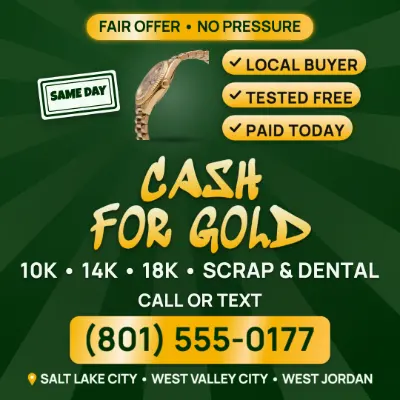 FAIR OFFER • NO PRESSURE
SAME DAY
LOCAL BUYER
TESTED FREE
PAID TODAY
CASH
FOR GOLD
10K • 14K • 18K • SCRAP & DENTAL
CALL OR TEXT
(801) 555-0177
SALT LAKE CITY • WEST VALLEY CITY • WEST JORDAN